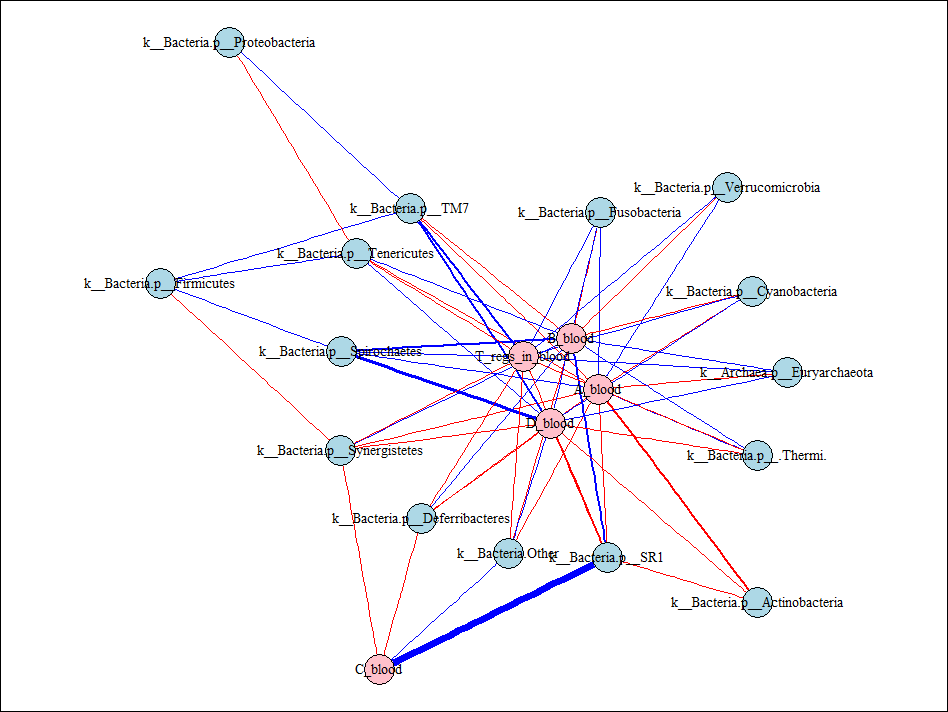 k__Bacteria.p__Proteobacteria
k__Bacteria.p__Verrucomicrobia
k__Bacteria.p__TM7
k__Bacteria.p__Fusobacteria
k__Bacteria.p__Tenericutes
k__Bacteria.p__Firmicutes
k__Bacteria.p__Cyanobacteria
B_blood
k__Bacteria.p__Spirochaetes
T_regs_in_blood
k__Archaea.p__Euryarchaeota
A_blood
D_blood
k__Bacteria.p__Synergistetes
k__Bacteria.p__.Thermi.
k__Bacteria.p__Deferribacteres
k__Bacteria.Other
k__Bacteria.p__SR1
k__Bacteria.p__Actinobacteria
C_blood